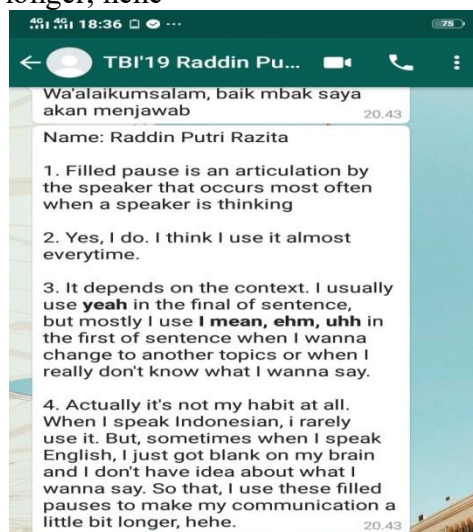 longer, hehe
4G 4G 18:36
75
TBI'19 Raddin Pu...
Wa'alaikumsalam, baik mbak saya
akan menjawab
20.43
Name: Raddin Putri Razita
1. Filled pause is an articulation by
the speaker that occurs most often
when a speaker is thinking
2. Yes, I do. I think I use it almost
everytime.
3. It depends on the context. I usually
use yeah in the final of sentence,
but mostly I use I mean, ehm, uhh in
the first of sentence when I wanna
change to another topics or when I
really don't know what I wanna say.
4. Actually it's not my habit at all.
When I speak Indonesian, i rarely
use it. But, sometimes when I speak
English, I just got blank on my brain
and I don't have idea about what I
wanna say. So that, I use these filled
pauses to make my communication a
little bit longer, hehe.
20.43